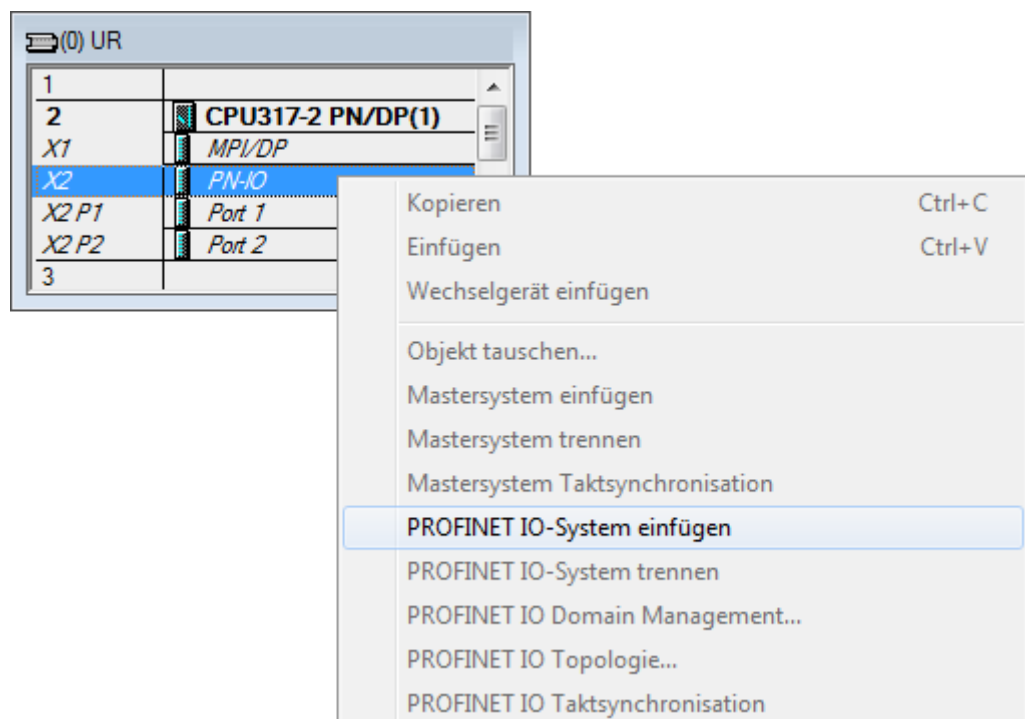 (0) UR
1
2 CPU317-2 PN/DP(1)
X1 MPI/DP
X2 PN-IO
X2 P1 Port 1
X2 P2 Port 2
3
Kopieren Ctrl+C
Einfügen Ctrl+V
Wechselgerät einfügen
Objekt tauschen...
Mastersystem einfügen
Mastersystem trennen
Mastersystem Taktsynchronisation
PROFINET IO-System einfügen
PROFINET IO-System trennen
PROFINET IO Domain Management...
PROFINET IO Topologie...
PROFINET IO Taktsynchronisation